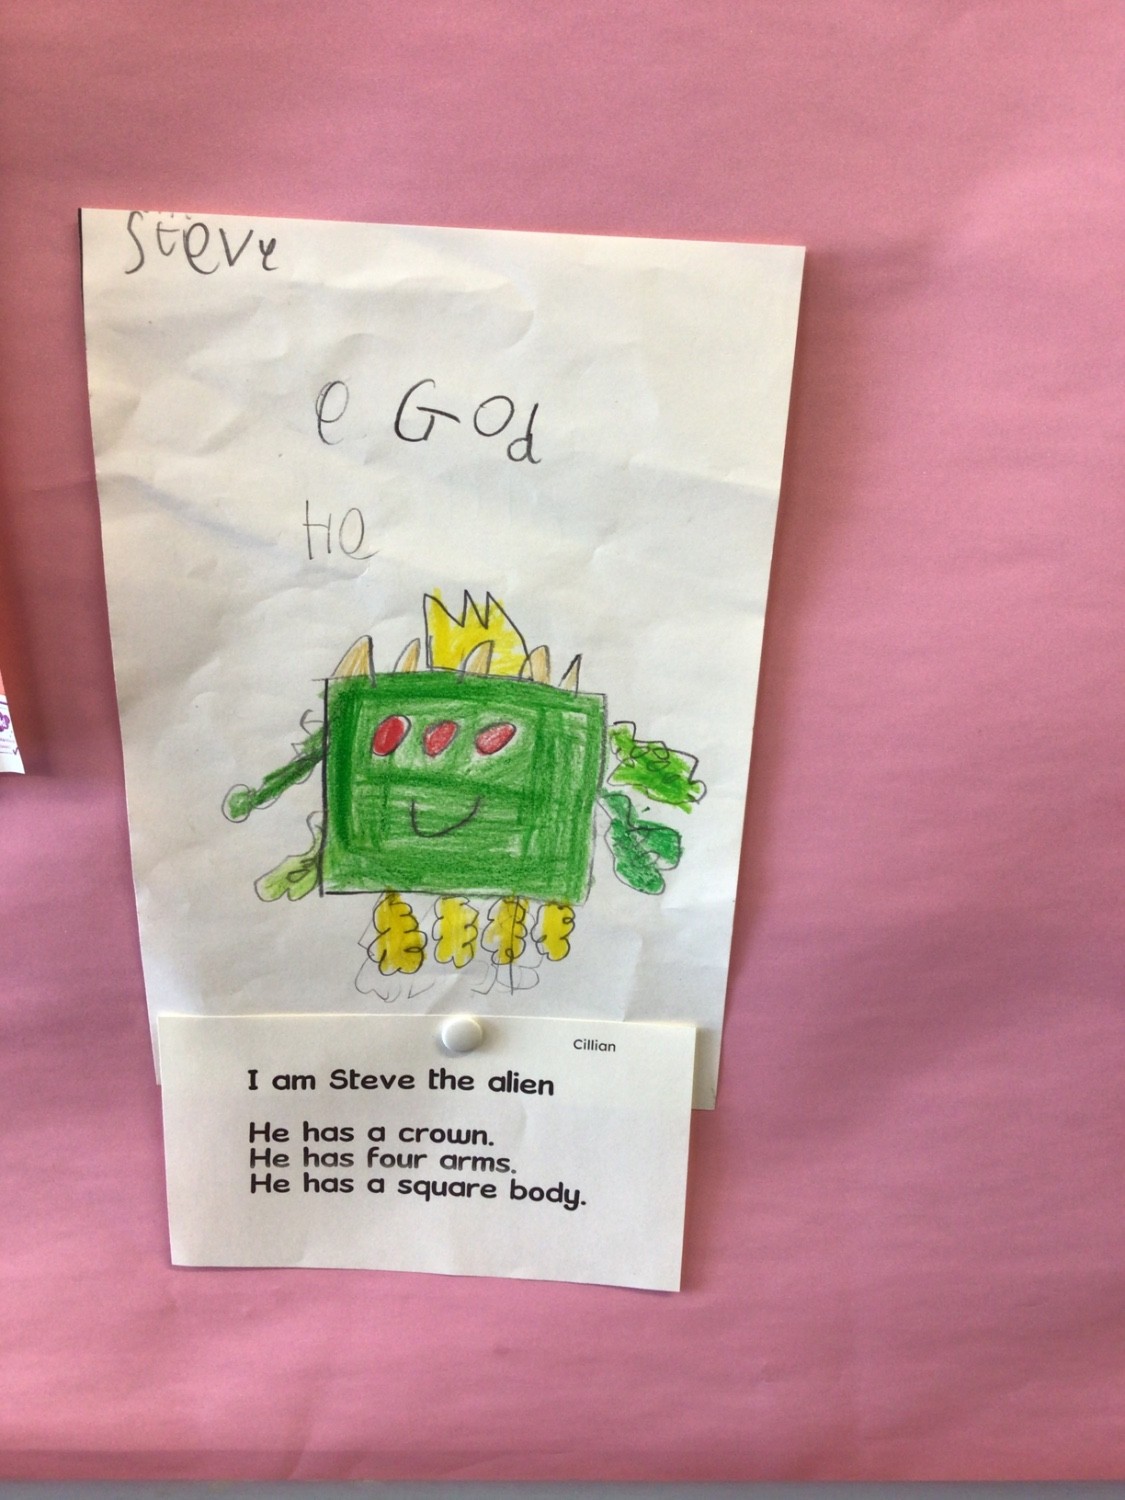 Steve
e God
He
Cillian
I am Steve the alien
He has a crown.
He has four arms.
He has a square body.